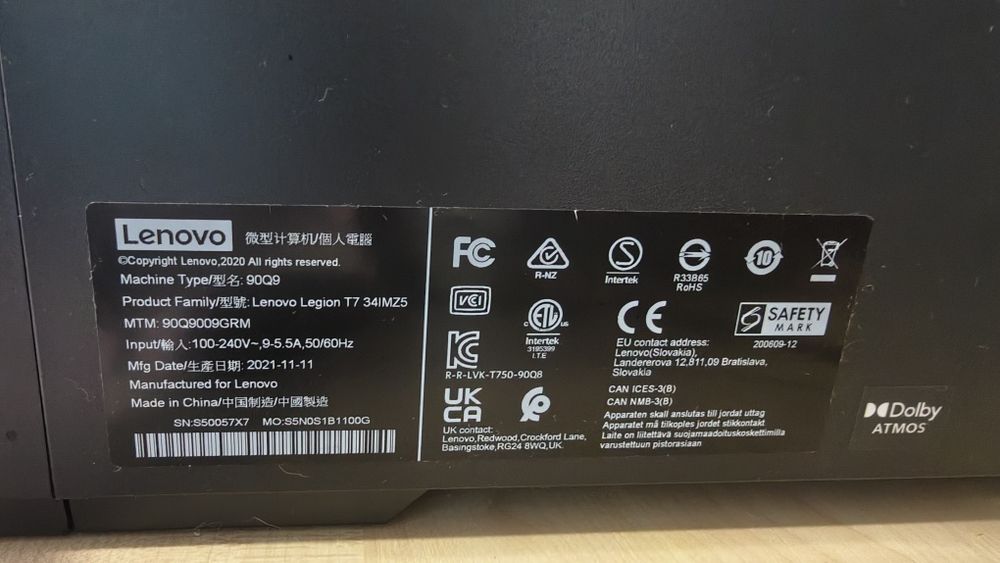 Lenovo 微型计算机/個人電腦
©Copyright Lenovo,2020 All rights reserved.
Machine Type/型名: 90Q9
Product Family/型號: Lenovo Legion T7 34IMZ5
MTM: 90Q9009GRM
Input/輸入:100-240V~,9-5.5A,50/60Hz
Mfg Date/生產日期: 2021-11-11
Manufactured for Lenovo
Made in China/中国制造/中國製造
SN:S50057X7 MO:S5N0S1B1100G
FC
R-NZ
S
Intertek
R33B65
RoHS
10
VCI
ETL
c us
Intertek
3195399
I.T.E
CE
SAFETY
MARK
200609-12
KC
R-R-LVK-T750-90Q8
EU contact address:
Lenovo(Slovakia),
Landererova 12,811,09 Bratislava,
Slovakia
UK
CA
UK contact:
Lenovo,Redwood,Crockford Lane,
Basingstoke,RG24 8WQ,UK.
CAN ICES-3(B)
CAN NMB-3(B)
Apparaten skall anslutas till jordat uttag
Apparatet må tilkoples jordet stikkontakt
Laite on liitettävä suojamaadoituskoskettimilla
varustettuun pistorasiaan
Dolby
ATMOS